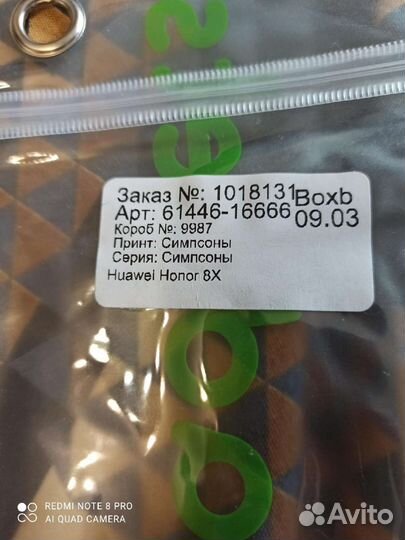 Заказ №: 1018131
Boxb
Арт: 61446-16666
09.03
Короб №: 9987
Принт: Симпсоны
Серия: Симпсоны
Huawei Honor 8X
REDMI NOTE 8 PRO
AI QUAD CAMERA
Avito